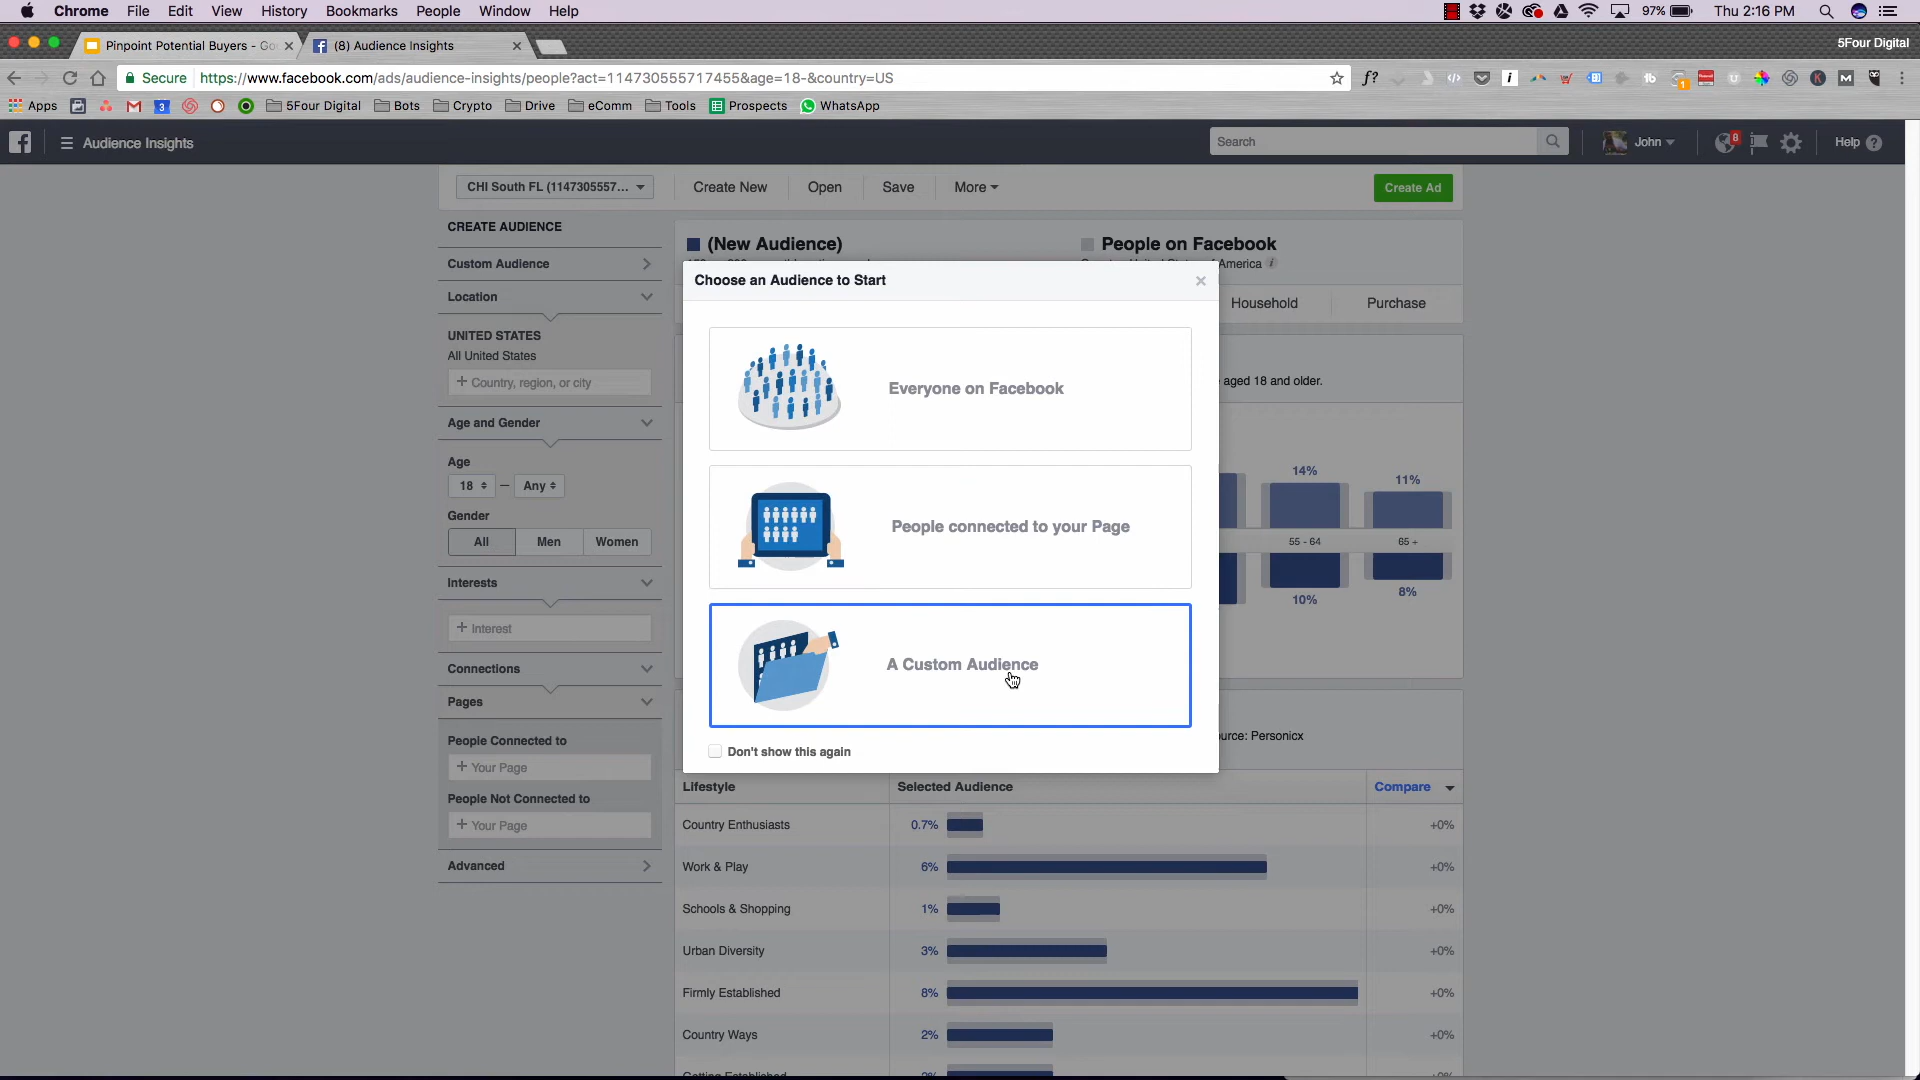 Chrome File Edit View History Bookmarks People Window Help 97% Thu 2:16 PM
Pinpoint Potential Buyers - Go (8) Audience Insights 5Four Digital
Secure https://www.facebook.com/ads/audience-insights/people?act=114730555717455&age=18-&country=US
Apps 5Four Digital Bots Crypto Drive eComm Tools Prospects WhatsApp
Audience Insights Search John 8 Help
CHI South FL (1147305557... Create New Open Save More Create Ad
CREATE AUDIENCE
(New Audience) People on Facebook
Custom Audience
America
Choose an Audience to Start
Location
Household Purchase
UNITED STATES
All United States
+ Country, region, or city
aged 18 and older.
Everyone on Facebook
Age and Gender
Age
18 — Any
14% 11%
Gender
All Men Women
People connected to your Page
55 - 64 65 +
10% 8%
Interests
+ Interest
Connections
A Custom Audience
Pages
People Connected to
+ Your Page
Personicx
Don't show this again
People Not Connected to
+ Your Page
Lifestyle Selected Audience Compare
Country Enthusiasts 0.7% +0%
Advanced
Work & Play 6% +0%
Schools & Shopping 1% +0%
Urban Diversity 3% +0%
Firmly Established 8% +0%
Country Ways 2% +0%